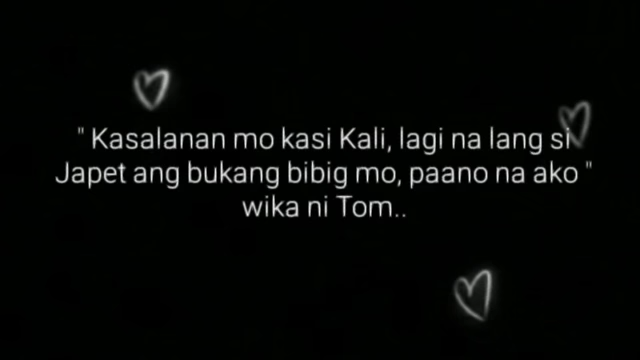 " Kasalanan mo kasi Kali, lagi na lang si
Japet ang bukang bibig mo, paano na ako "
wika ni Tom..